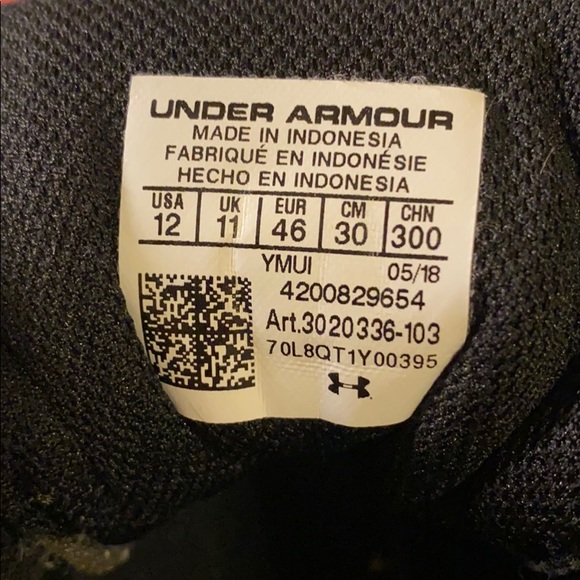 UNDER ARMOUR
MADE IN INDONESIA
FABRIQUÉ EN INDONÉSIE
HECHO EN INDONESIA
USA UK EUR CM CHN
12 11 46 30 300
YMUI 05/18
4200829654
Art.3020336-103
70L8QT1Y00395